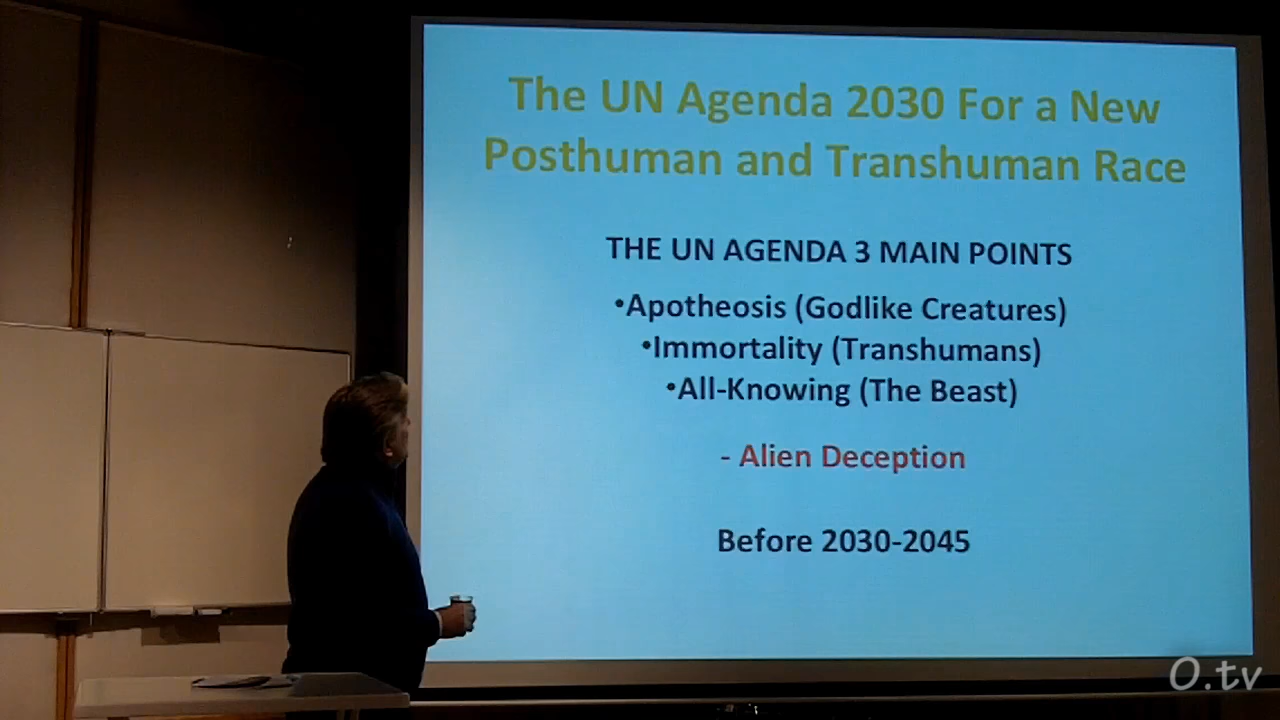 The UN Agenda 2030 For a New
Posthuman and Transhuman Race
THE UN AGENDA 3 MAIN POINTS
•Apotheosis (Godlike Creatures)
•Immortality (Transhumans)
•All-Knowing (The Beast)
- Alien Deception
Before 2030-2045
O.tv